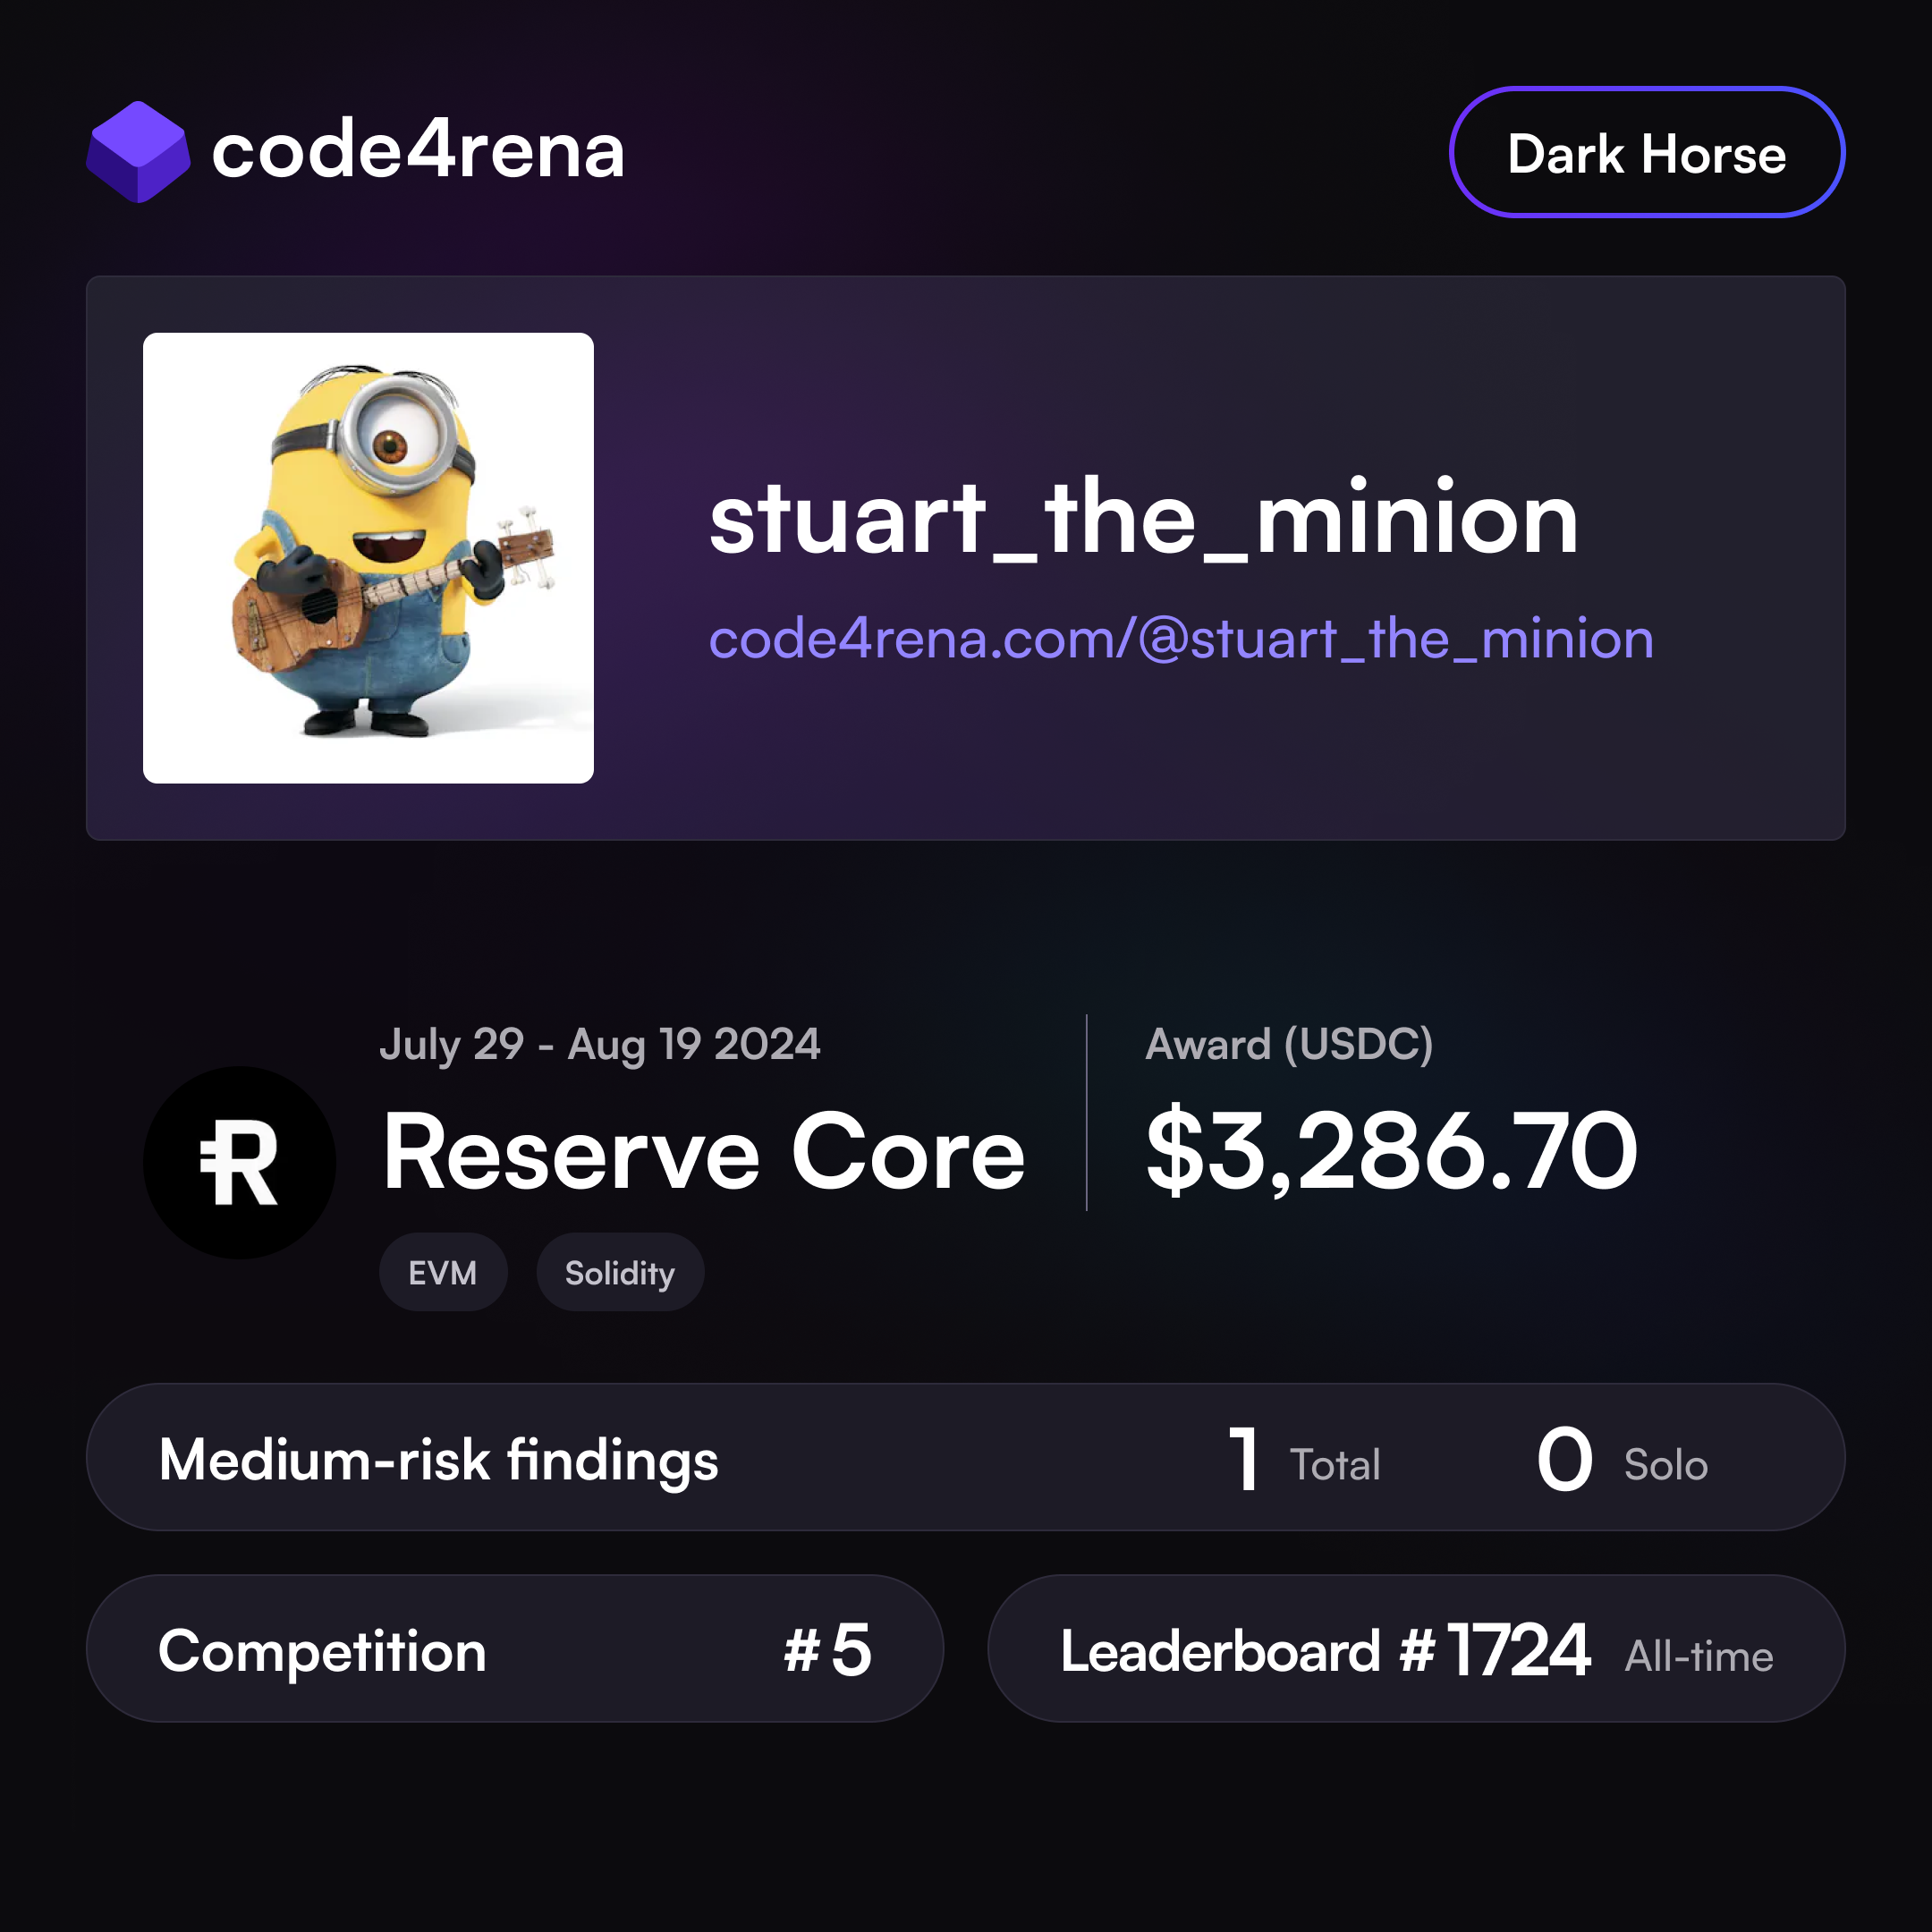 code4rena
Dark Horse
stuart_the_minion
code4rena.com/@stuart_the_minion
July 29 - Aug 19 2024
Reserve Core
EVM Solidity
Award (USDC)
$3,286.70
Medium-risk findings 1 Total 0 Solo
Competition #5
Leaderboard #1724 All-time